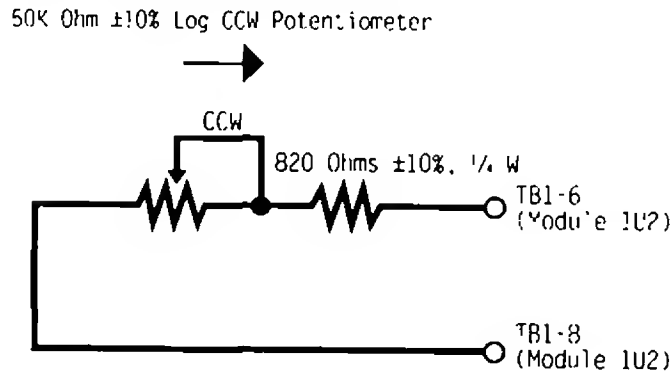 50K Ohm ±10% Log CCW Potentiometer
CCW
820 Ohms ±10%, 1/4 W
TB1-6
(Module 1U2)
TB1-8
(Module 1U2)